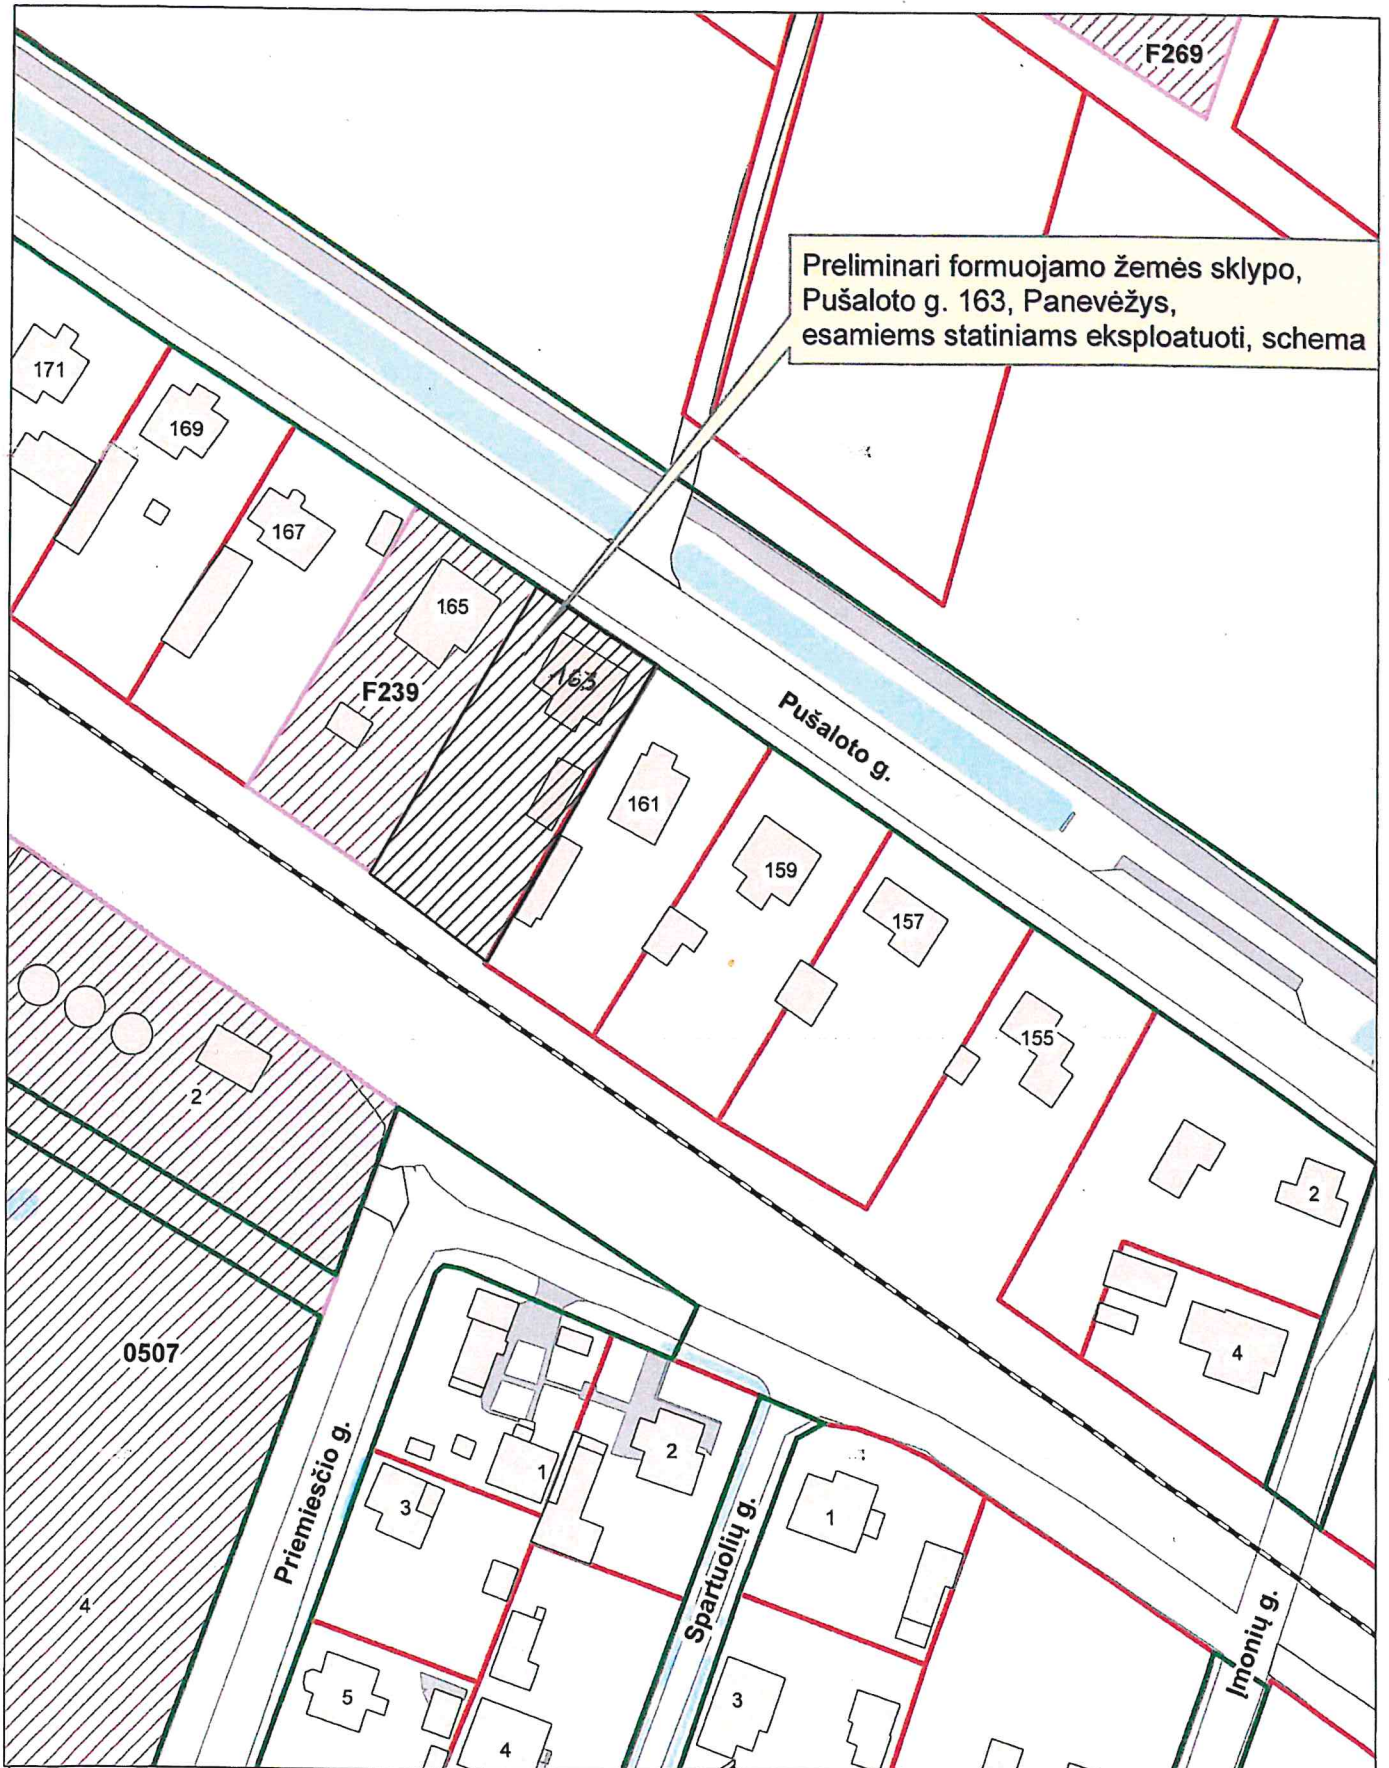 F269
Preliminari formuojamo žemės sklypo,
Pušaloto g. 163, Panevėžys,
esamiems statiniams eksploatuoti, schema
171
169
167
165
163
F239
Pušaloto g.
161
159
157
155
2
2
4
0507
4
Priemiesčio g.
1
2
3
1
Spartuolių g.
Įmonių g.
5
3
4